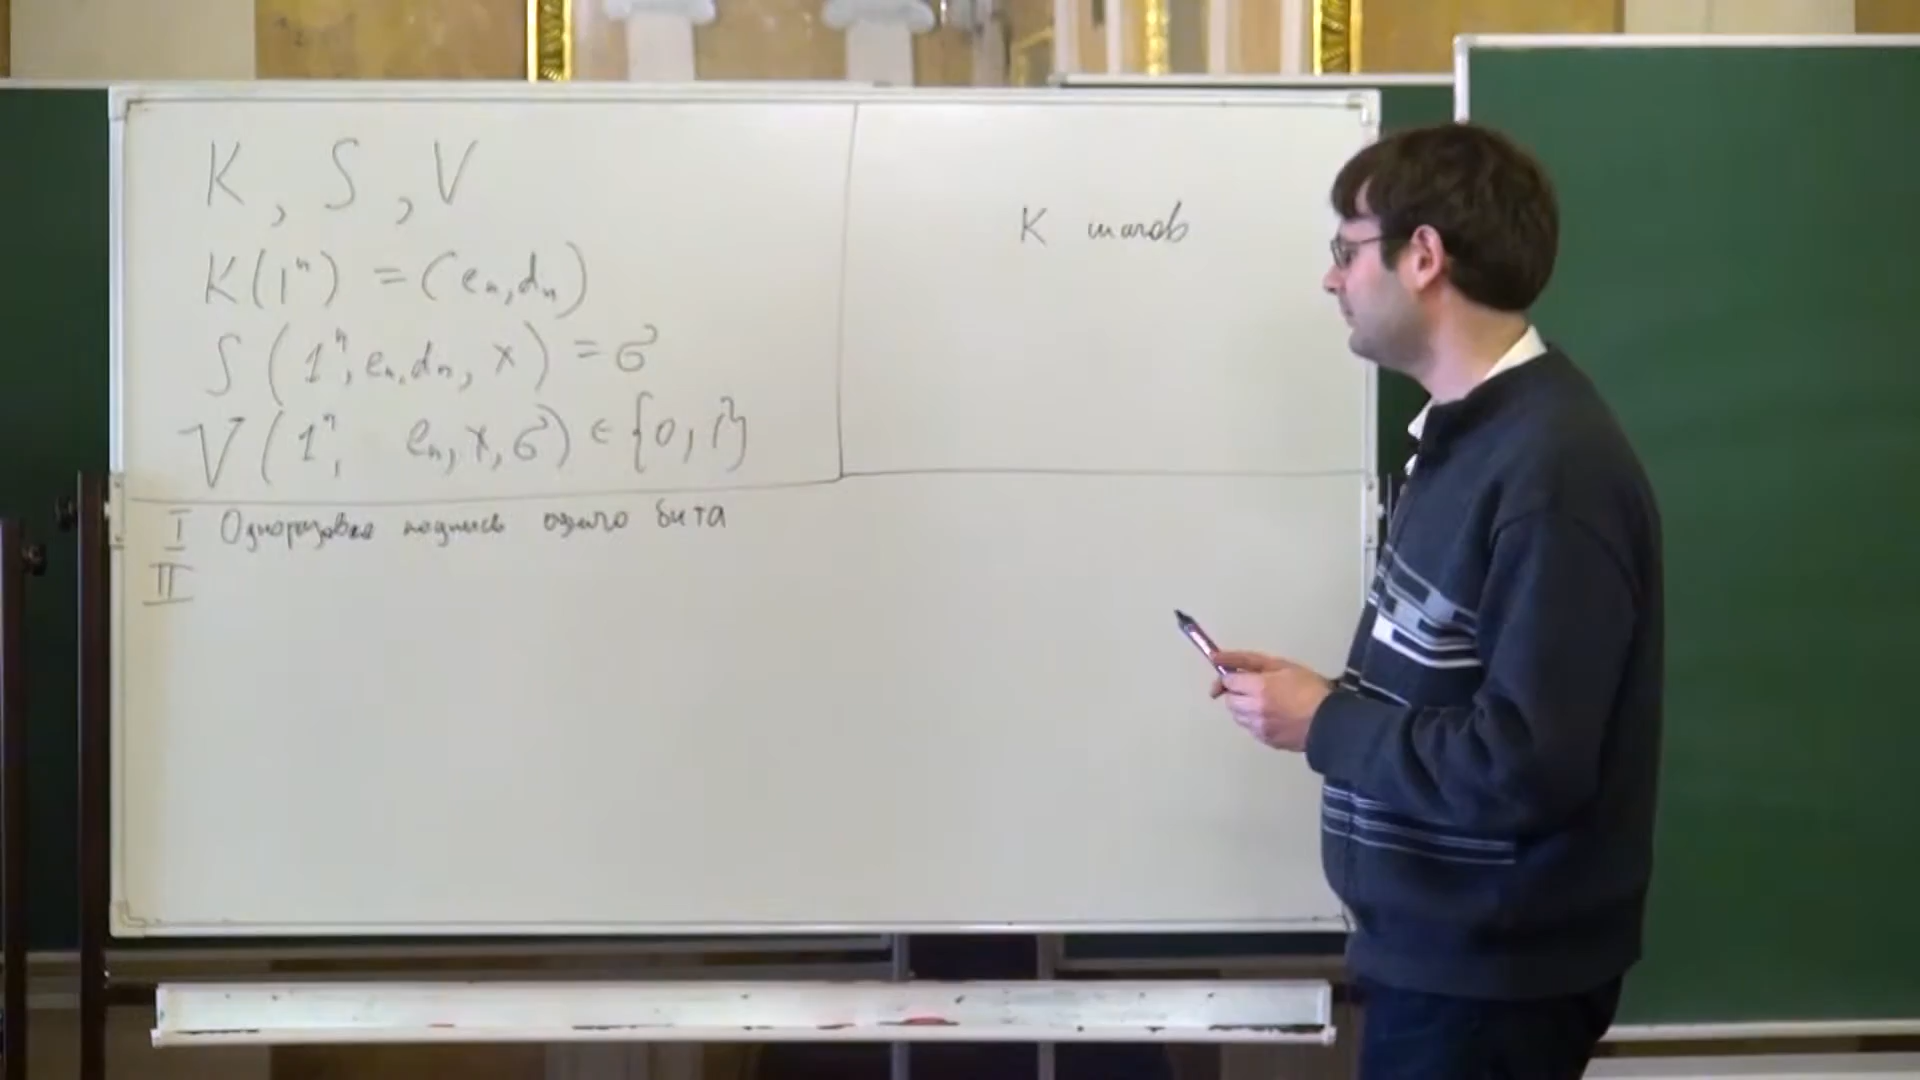 K, S, V
K(1ⁿ) = (eₙ, dₙ)
S(1ⁿ, eₙ, dₙ, x) = σ
V(1ⁿ, eₙ, x, σ) ∈ {0, 1}
K шагов
I Одноразовая подпись одного бита
II